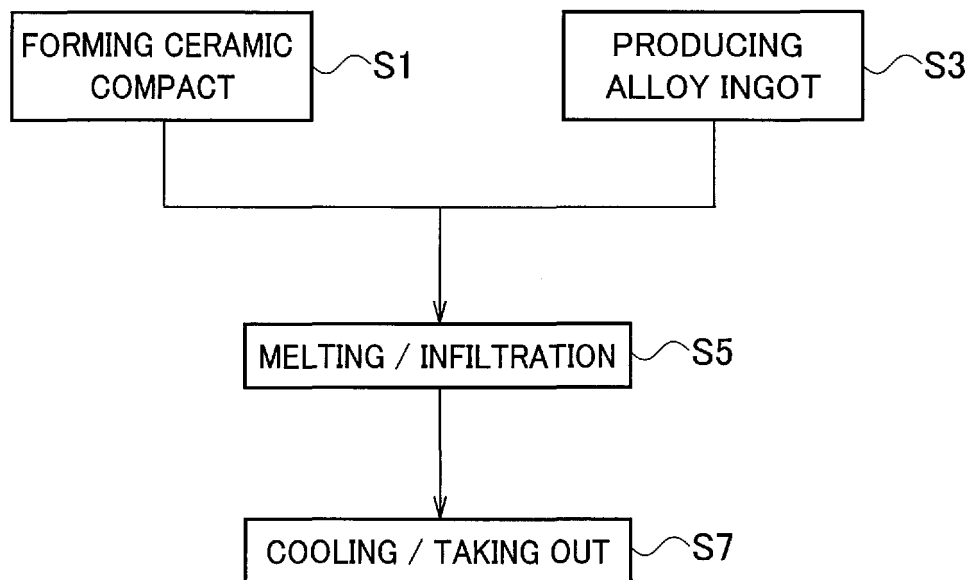 FORMING CERAMIC
COMPACT
S1
PRODUCING
ALLOY INGOT
S3
MELTING / INFILTRATION
S5
COOLING / TAKING OUT
S7